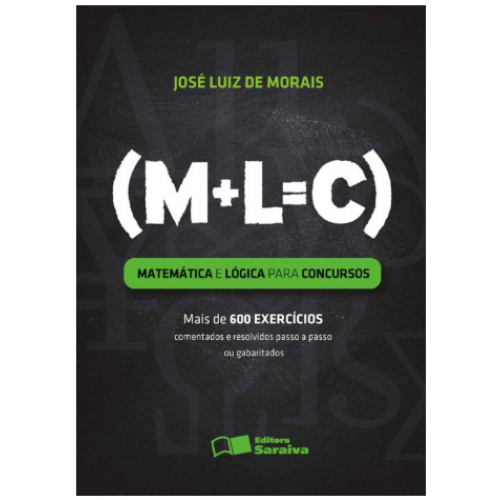 JOSÉ LUIZ DE MORAIS
(M+L=C)
MATEMÁTICA E LÓGICA PARA CONCURSOS
Mais de 600 EXERCÍCIOS
comentados e resolvidos passo a passo
ou gabaritados
Editora
Saraiva